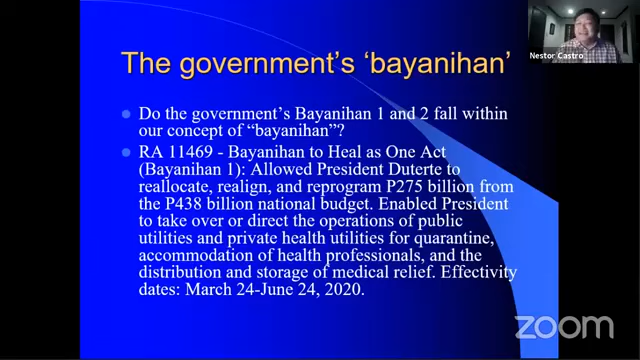 The government's 'bayanihan'
Nestor Castro
Do the government's Bayanihan 1 and 2 fall within
our concept of "bayanihan"?
RA 11469 - Bayanihan to Heal as One Act
(Bayanihan 1): Allowed President Duterte to
reallocate, realign, and reprogram P275 billion from
the P438 billion national budget. Enabled President
to take over or direct the operations of public
utilities and private health utilities for quarantine,
accommodation of health professionals, and the
distribution and storage of medical relief. Effectivity
dates: March 24-June 24, 2020.
zoom